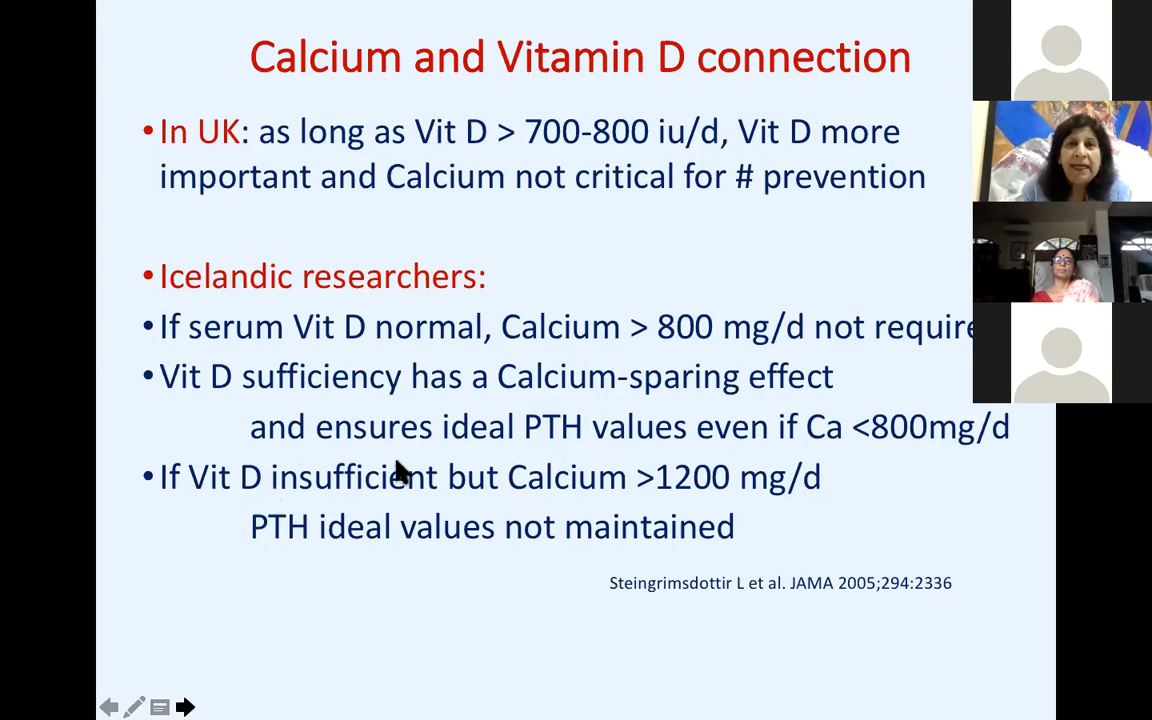 Calcium and Vitamin D connection
•In UK: as long as Vit D > 700-800 iu/d, Vit D more
important and Calcium not critical for # prevention
•Icelandic researchers:
•If serum Vit D normal, Calcium > 800 mg/d not require
•Vit D sufficiency has a Calcium-sparing effect
and ensures ideal PTH values even if Ca <800mg/d
•If Vit D insufficient but Calcium >1200 mg/d
PTH ideal values not maintained
Steingrimsdottir L et al. JAMA 2005;294:2336